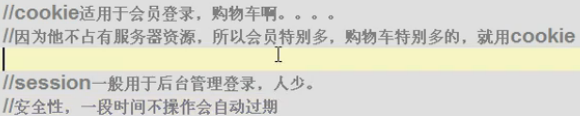 //cookie适用于会员登录，购物车啊。。。。
//因为他不占有服务器资源，所以会员特别多，购物车特别多的，就用cookie
//session一般用于后台管理登录，人少。
//安全性，一段时间不操作会自动过期